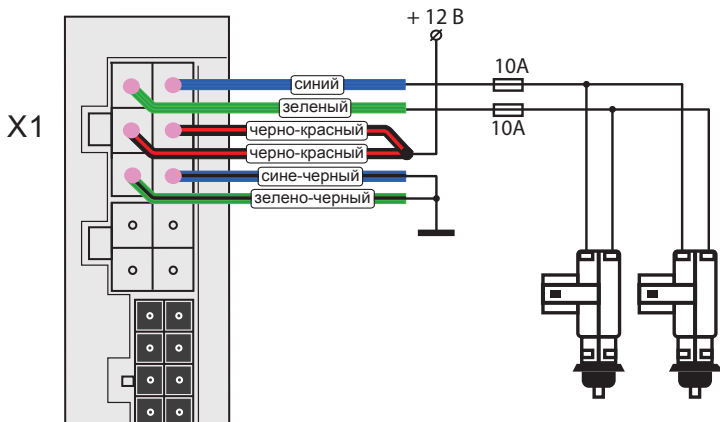 + 12 В
10А
синий
зеленый
10А
X1
черно-красный
черно-красный
сине-черный
зелено-черный